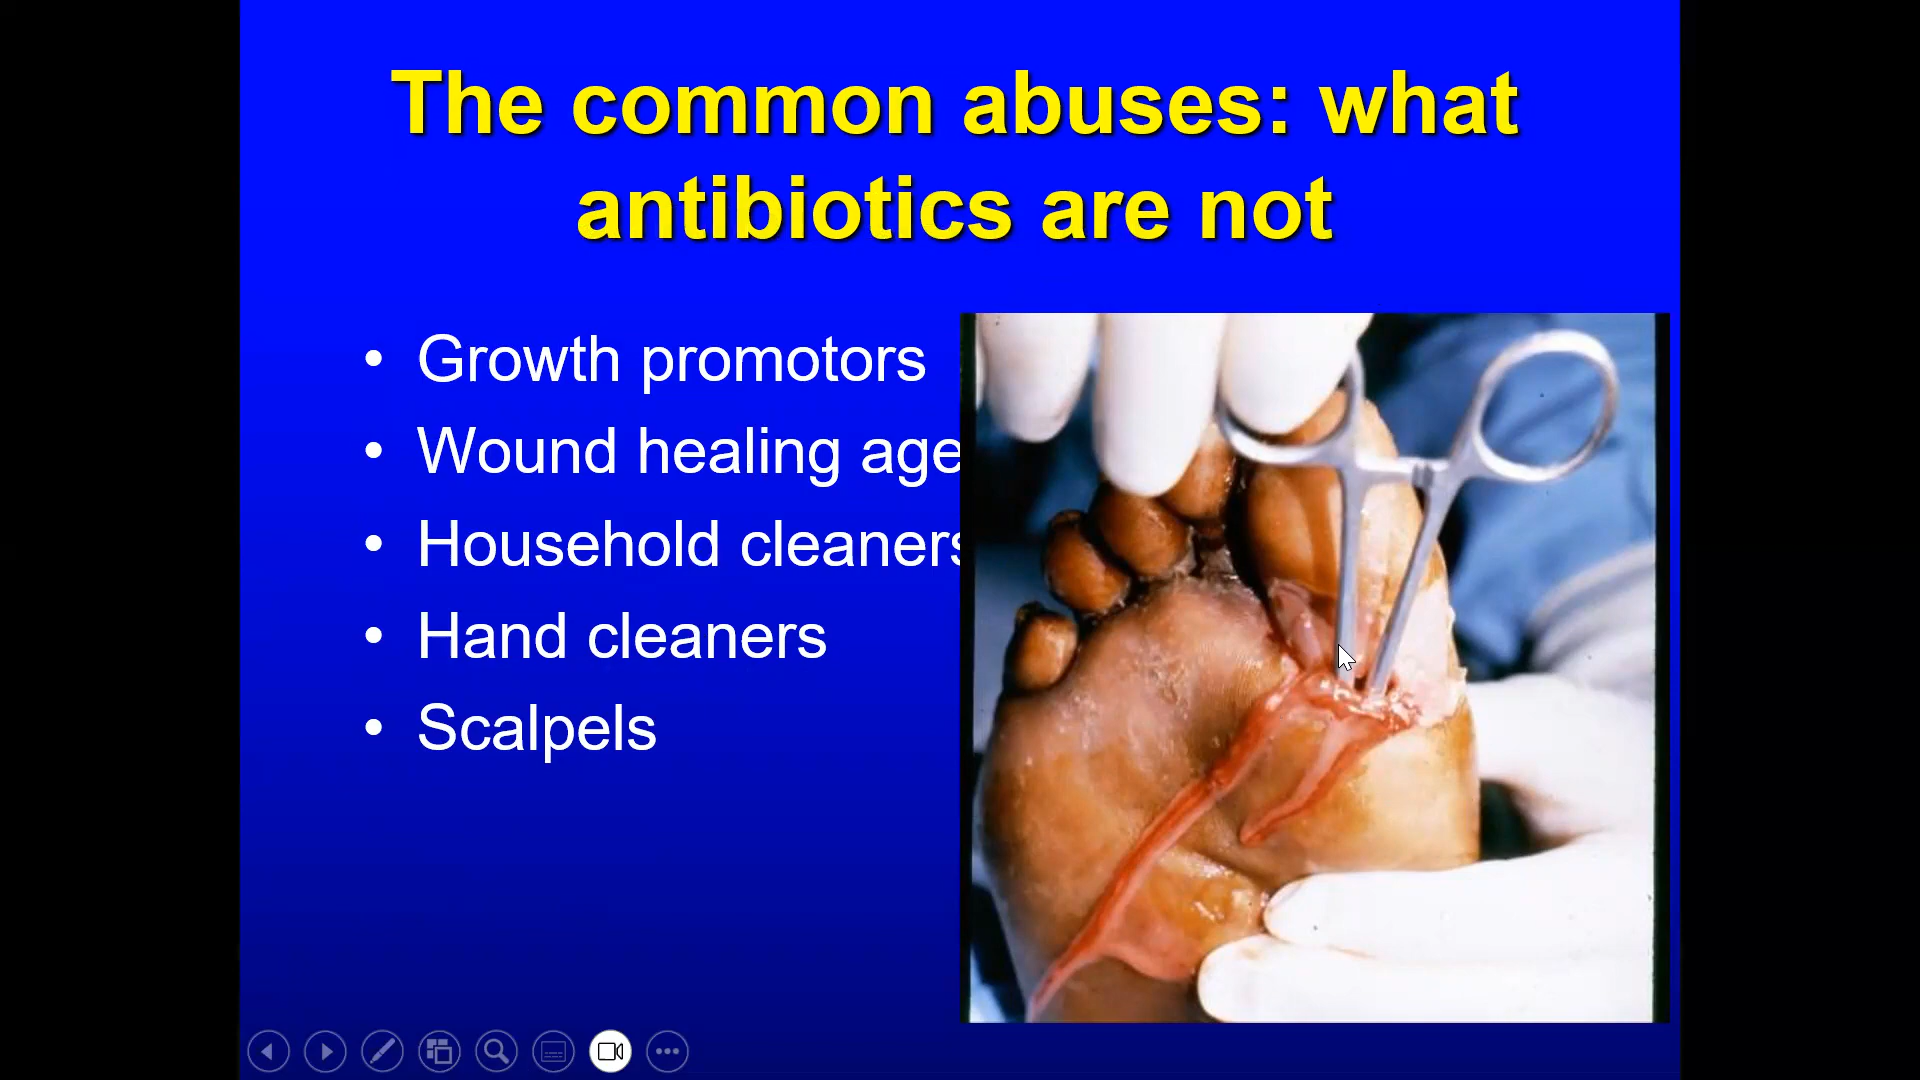 The common abuses: what
antibiotics are not
• Growth promotors
• Wound healing age
• Household cleaners
• Hand cleaners
• Scalpels